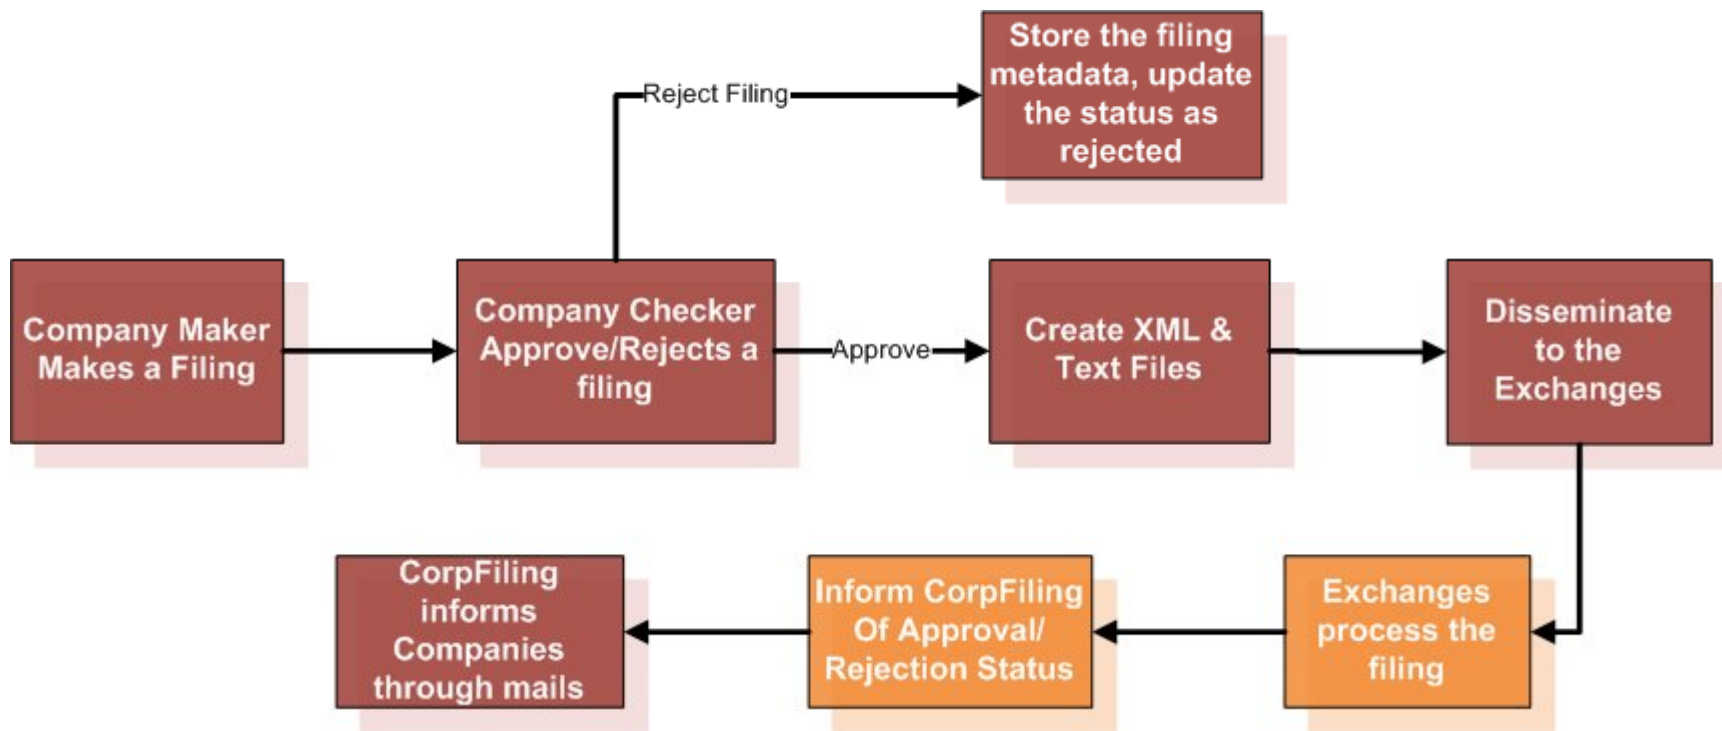 Store the filing
metadata, update
the status as
rejected
Reject Filing
Company Maker
Makes a Filing
Company Checker
Approve/Rejects a
filing
Approve
Create XML &
Text Files
Disseminate
to the
Exchanges
CorpFiling
informs
Companies
through mails
Inform CorpFiling
Of Approval/
Rejection Status
Exchanges
process the
filing